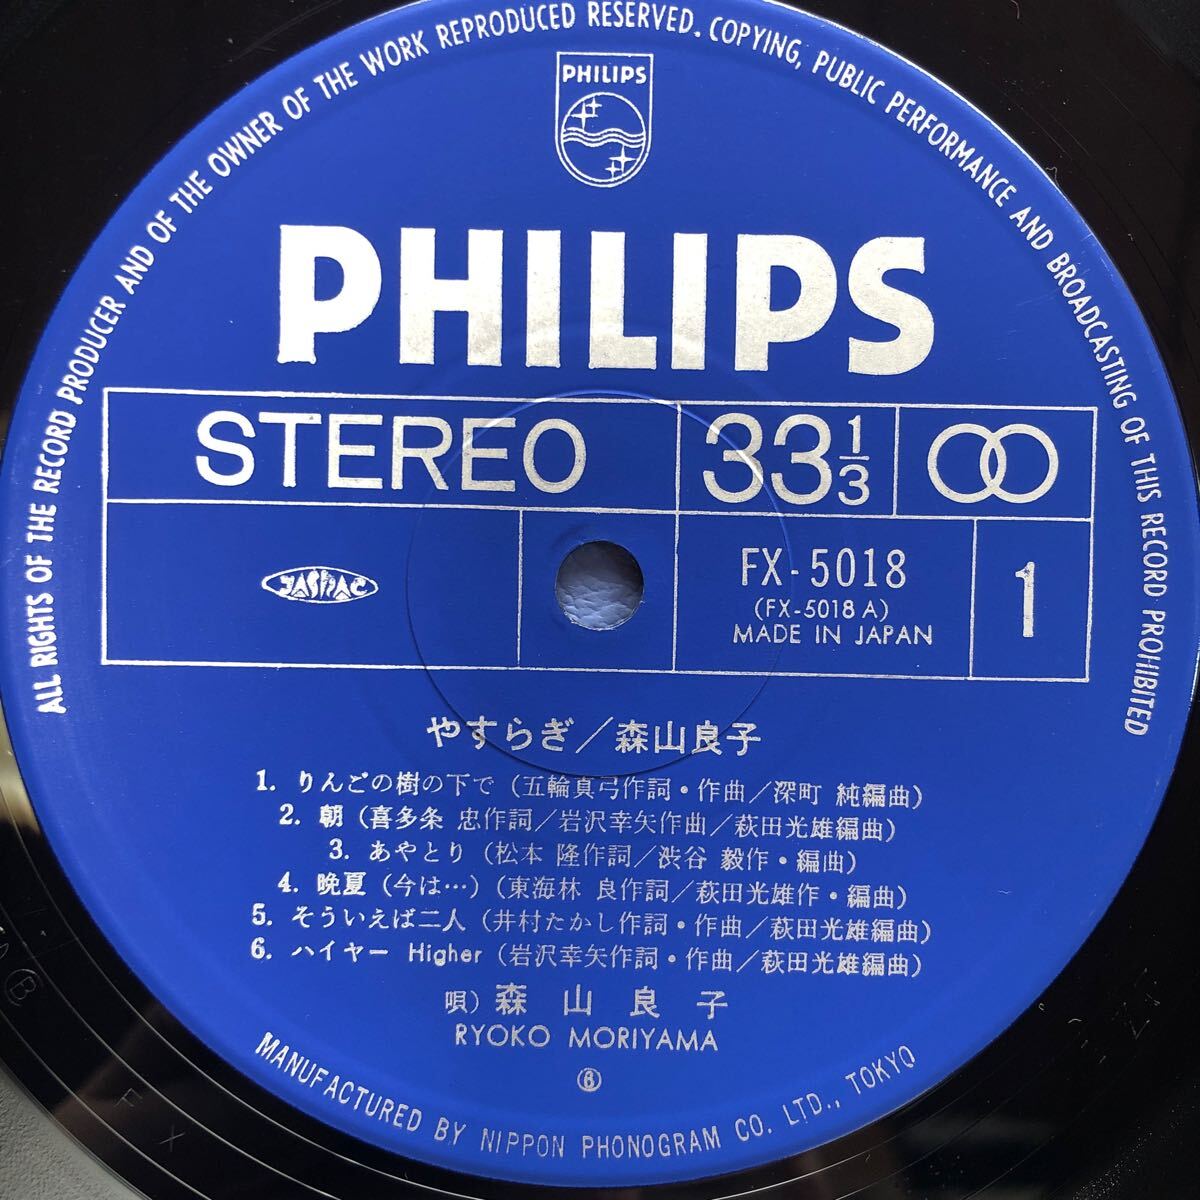 ALL RIGHTS OF THE RECORD PRODUCER AND OF THE OWNER OF THE WORK REPRODUCED RESERVED. COPYING, PUBLIC PERFORMANCE AND BROADCASTING OF THIS RECORD PROHIBITED
PHILIPS
PHILIPS
STEREO 33 1/3
JASRAC FX-5018 1
(FX-5018 A)
MADE IN JAPAN
やすらぎ/森山良子
1. りんごの樹の下で (五輪真弓作詞・作曲/深町 純編曲)
2. 朝 (喜多条 忠作詞/岩沢幸矢作曲/萩田光雄編曲)
3. あやとり (松本 隆作詞/渋谷 毅作・編曲)
4. 晩夏 (今は…) (東海林 良作詞/萩田光雄作・編曲)
5. そういえば二人 (井村たかし作詞・作曲/萩田光雄編曲)
6. ハイヤー Higher (岩沢幸矢作詞・作曲/萩田光雄編曲)
唄) 森山良子
RYOKO MORIYAMA
MANUFACTURED BY NIPPON PHONOGRAM CO. LTD., TOKYO